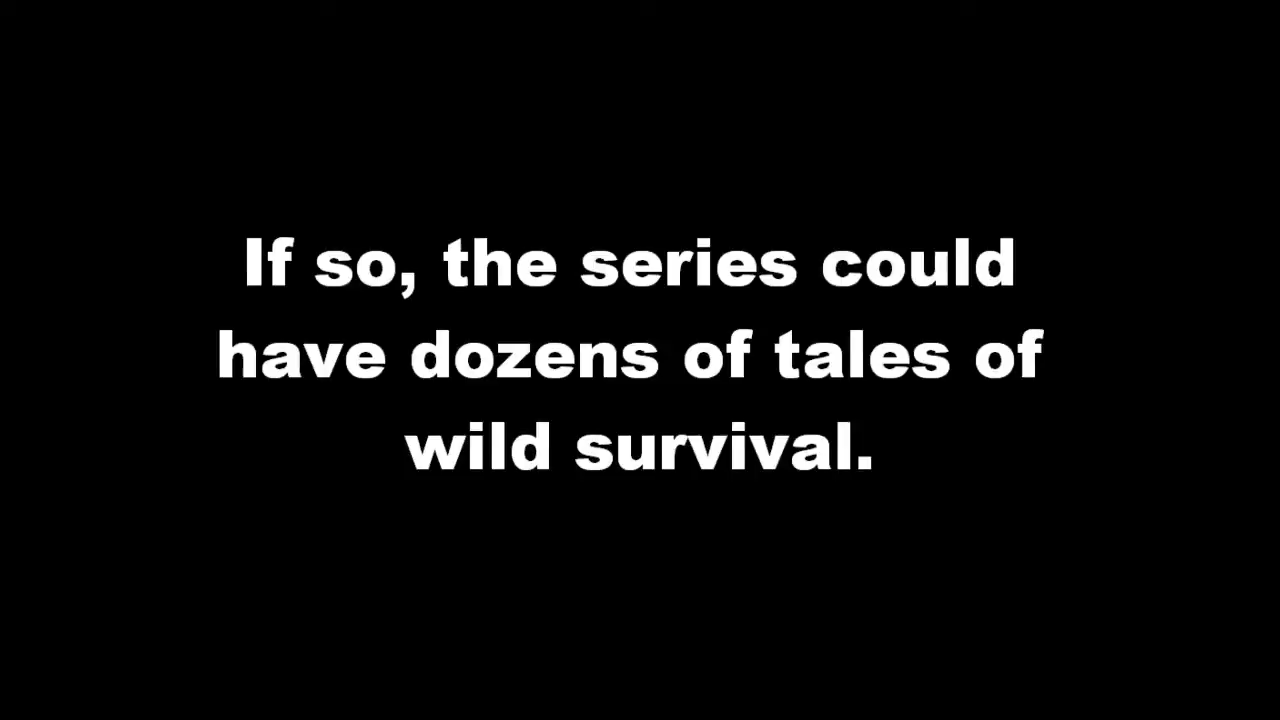 If so, the series could
have dozens of tales of
wild survival.